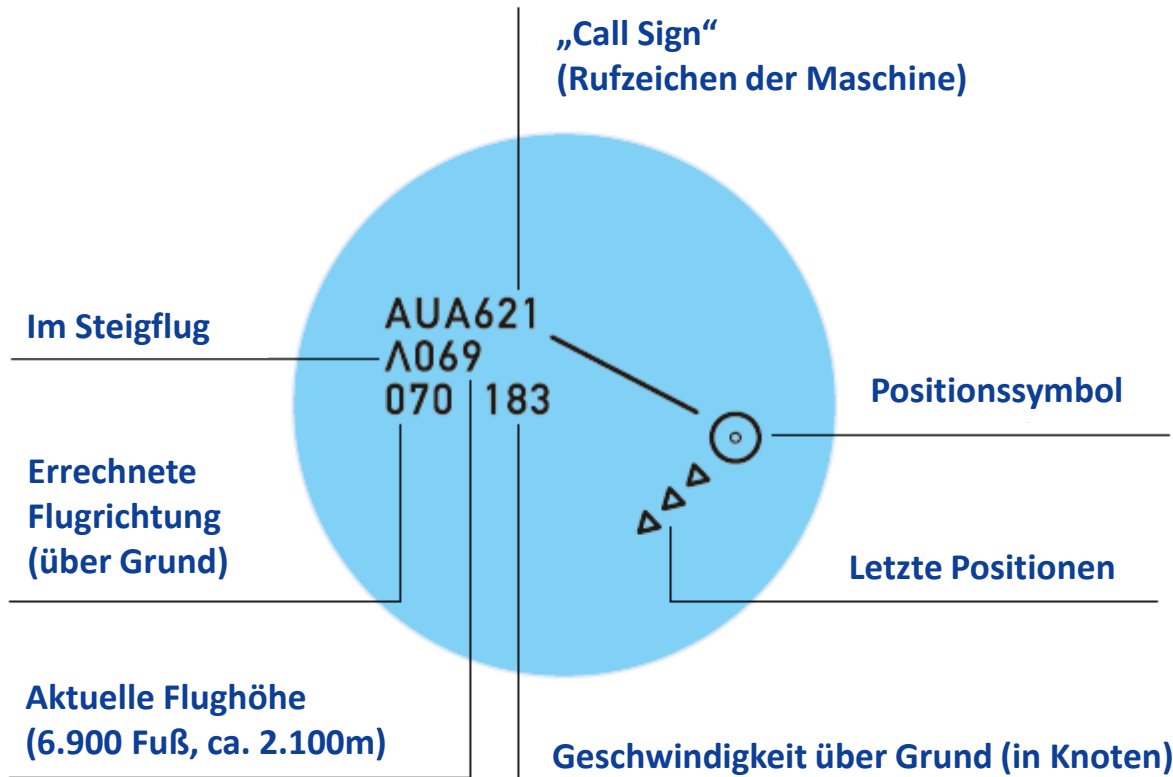 „Call Sign“
(Rufzeichen der Maschine)
Im Steigflug
AUA621
Λ069
070 183
Positionssymbol
Errechnete
Flugrichtung
(über Grund)
Letzte Positionen
Aktuelle Flughöhe
(6.900 Fuß, ca. 2.100m)
Geschwindigkeit über Grund (in Knoten)